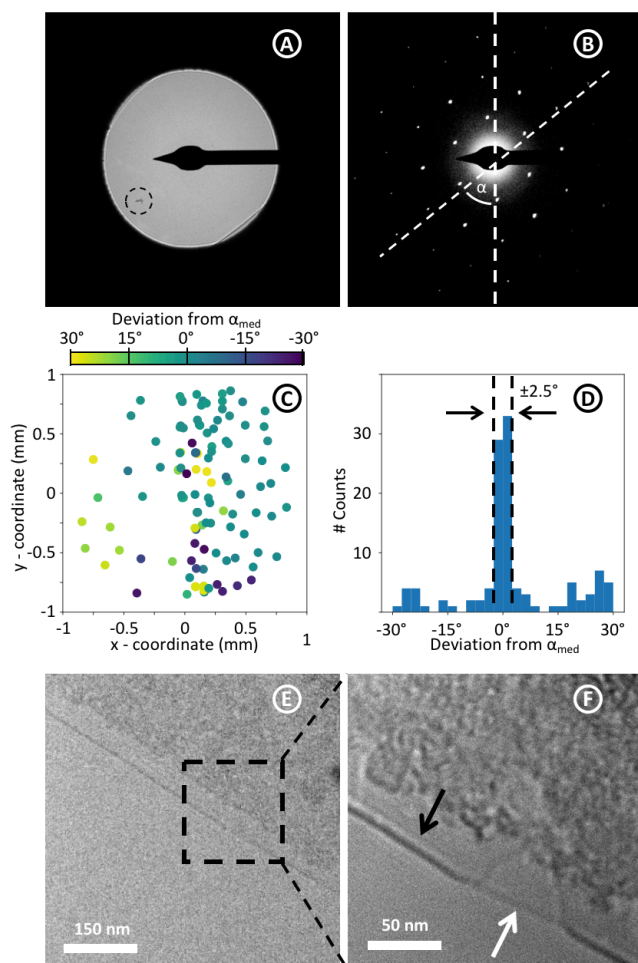 A
B
α
Deviation from αmed
30° 15° 0° -15° -30°
C
1
0.5
0
-0.5
-1
y - coordinate (mm)
-1 -0.5 0 0.5 1
x - coordinate (mm)
±2.5°
D
30
20
10
# Counts
-30° -15° 0° 15° 30°
Deviation from αmed
E
150 nm
F
50 nm